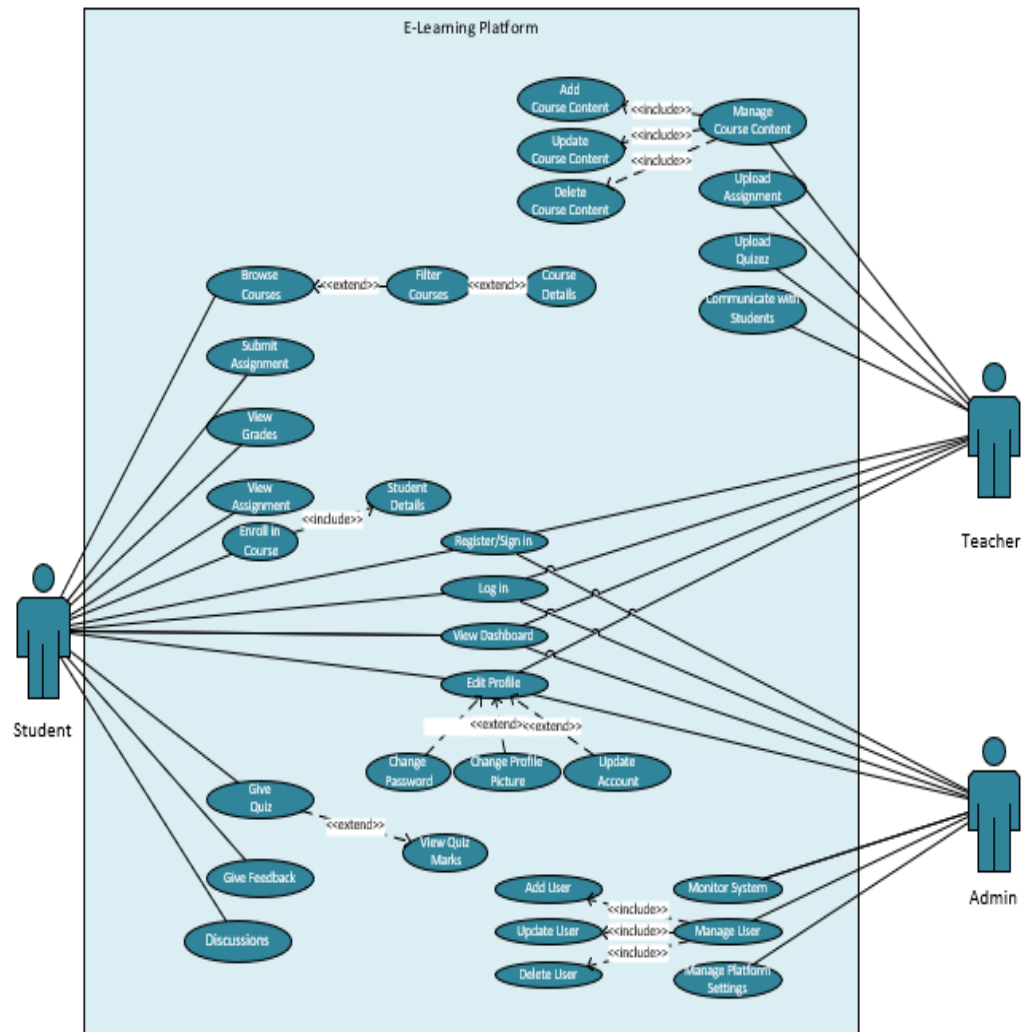 E-Learning Platform
Add
Course Content
<<include>>
Manage
Course Content
Update
Course Content
<<include>>
<<include>>
Delete
Course Content
Upload
Assignment
Upload
Quizez
Browse
Courses
<<extend>>
Filter
Courses
<<extend>>
Course
Details
Communicate with
Students
Submit
Assignment
View
Grades
View
Assignment
Student
Details
<<include>>
Enroll in
Course
Register/Sign in
Teacher
Log in
View Dashboard
Edit Profile
Student
<<extend>
<<extend>>
Change
Password
Change Profile
Picture
Update
Account
Give
Quiz
<<extend>>
View Quiz
Marks
Give Feedback
Add User
Monitor System
Admin
<<include>>
Discussions
Update User
<<include>>
Manage User
<<include>>
Delete User
Manage Platform
Settings